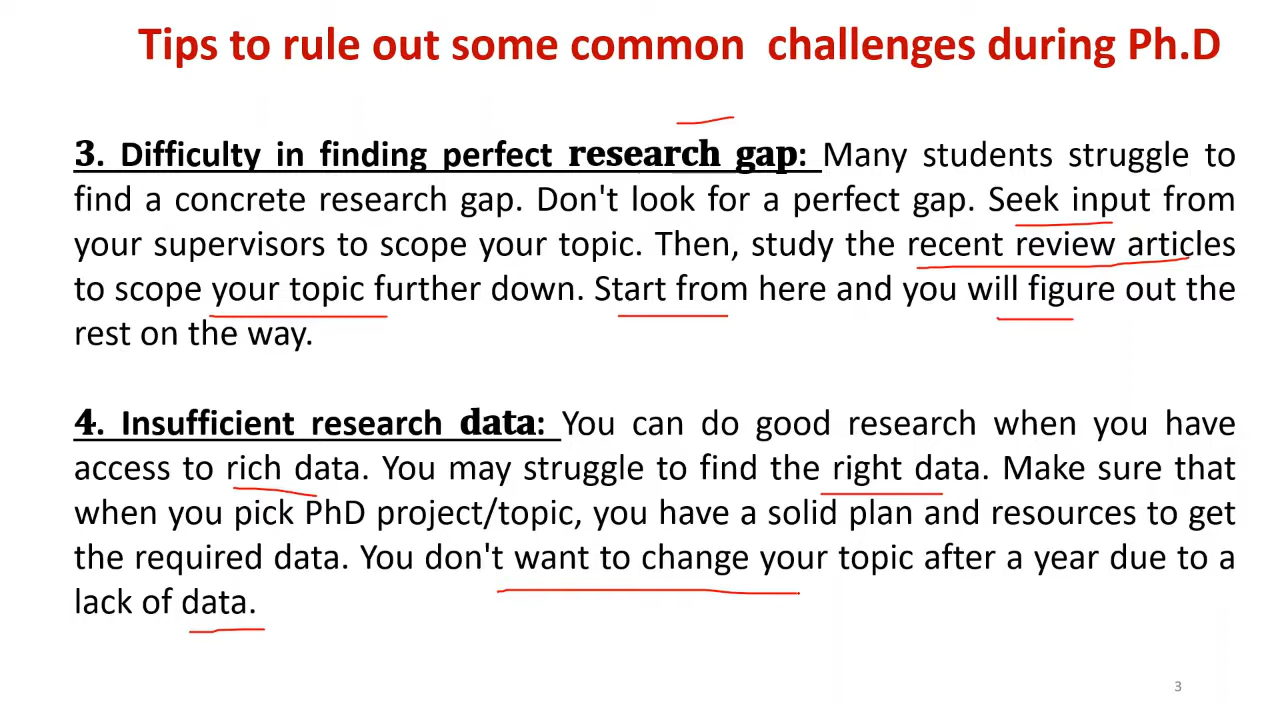 Tips to rule out some common challenges during Ph.D
3. Difficulty in finding perfect research gap: Many students struggle to
find a concrete research gap. Don't look for a perfect gap. Seek input from
your supervisors to scope your topic. Then, study the recent review articles
to scope your topic further down. Start from here and you will figure out the
rest on the way.
4. Insufficient research data: You can do good research when you have
access to rich data. You may struggle to find the right data. Make sure that
when you pick PhD project/topic, you have a solid plan and resources to get
the required data. You don't want to change your topic after a year due to a
lack of data.
3